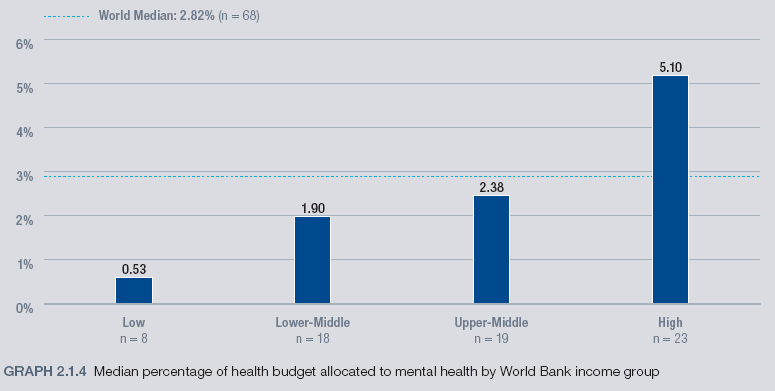 World Median: 2.82% (n = 68)
6%
5%
4%
3%
2%
1%
0%
0.53
1.90
2.38
5.10
Low
n = 8
Lower-Middle
n = 18
Upper-Middle
n = 19
High
n = 23
GRAPH 2.1.4 Median percentage of health budget allocated to mental health by World Bank income group